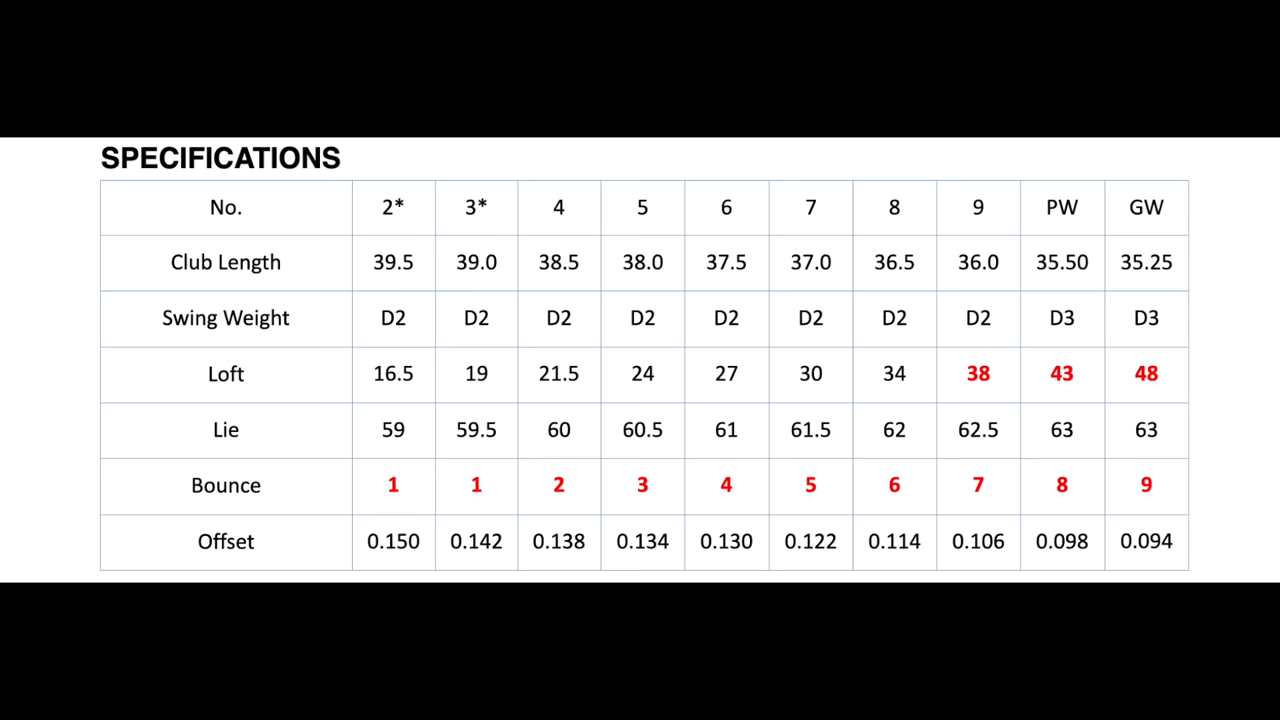 SPECIFICATIONS
No. 2* 3* 4 5 6 7 8 9 PW GW
Club Length 39.5 39.0 38.5 38.0 37.5 37.0 36.5 36.0 35.50 35.25
Swing Weight D2 D2 D2 D2 D2 D2 D2 D2 D3 D3
Loft 16.5 19 21.5 24 27 30 34 38 43 48
Lie 59 59.5 60 60.5 61 61.5 62 62.5 63 63
Bounce 1 1 2 3 4 5 6 7 8 9
Offset 0.150 0.142 0.138 0.134 0.130 0.122 0.114 0.106 0.098 0.094